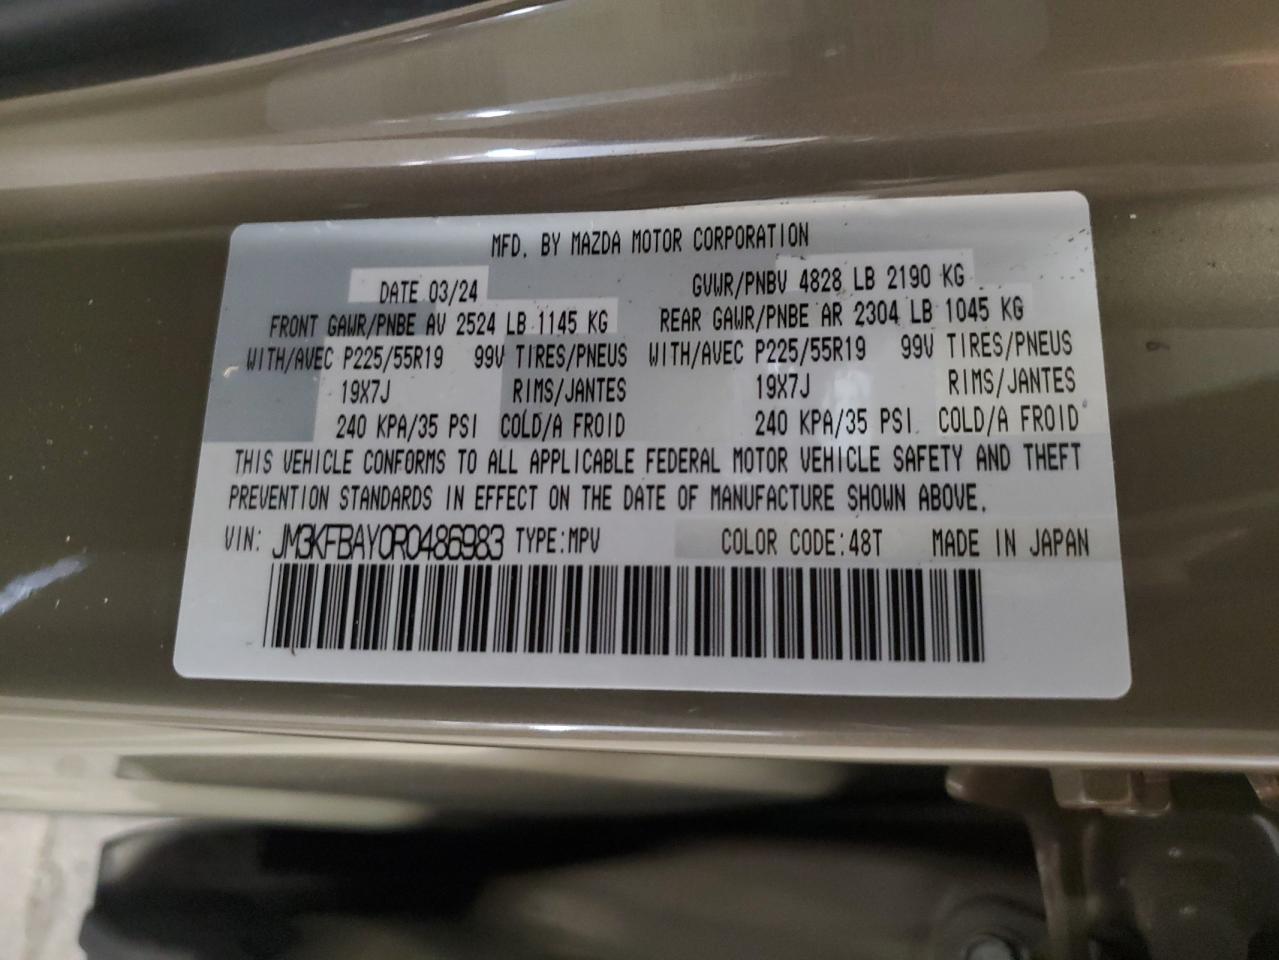 MFD. BY MAZDA MOTOR CORPORATION
DATE 03/24 GVWR/PNBV 4828 LB 2190 KG
FRONT GAWR/PNBE AV 2524 LB 1145 KG REAR GAWR/PNBE AR 2304 LB 1045 KG
WITH/AVEC P225/55R19 99V TIRES/PNEUS WITH/AVEC P225/55R19 99V TIRES/PNEUS
19X7J RIMS/JANTES 19X7J RIMS/JANTES
240 KPA/35 PSI COLD/A FROID 240 KPA/35 PSI COLD/A FROID
THIS VEHICLE CONFORMS TO ALL APPLICABLE FEDERAL MOTOR VEHICLE SAFETY AND THEFT
PREVENTION STANDARDS IN EFFECT ON THE DATE OF MANUFACTURE SHOWN ABOVE.
VIN: JM3KFBAY0R0486983 TYPE:MPV COLOR CODE:48T MADE IN JAPAN